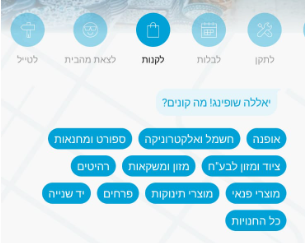 לתקן לבלות לקנות לצאת מהבית לטייל
יאללה שופינג! מה קונים?
אופנה חשמל ואלקטרוניקה ספורט ומחנאות
ציוד ומזון לבע"ח מזון ומשקאות רהיטים
מוצרי פנאי מוצרי תינוקות פרחים יד שנייה
כל החנויות